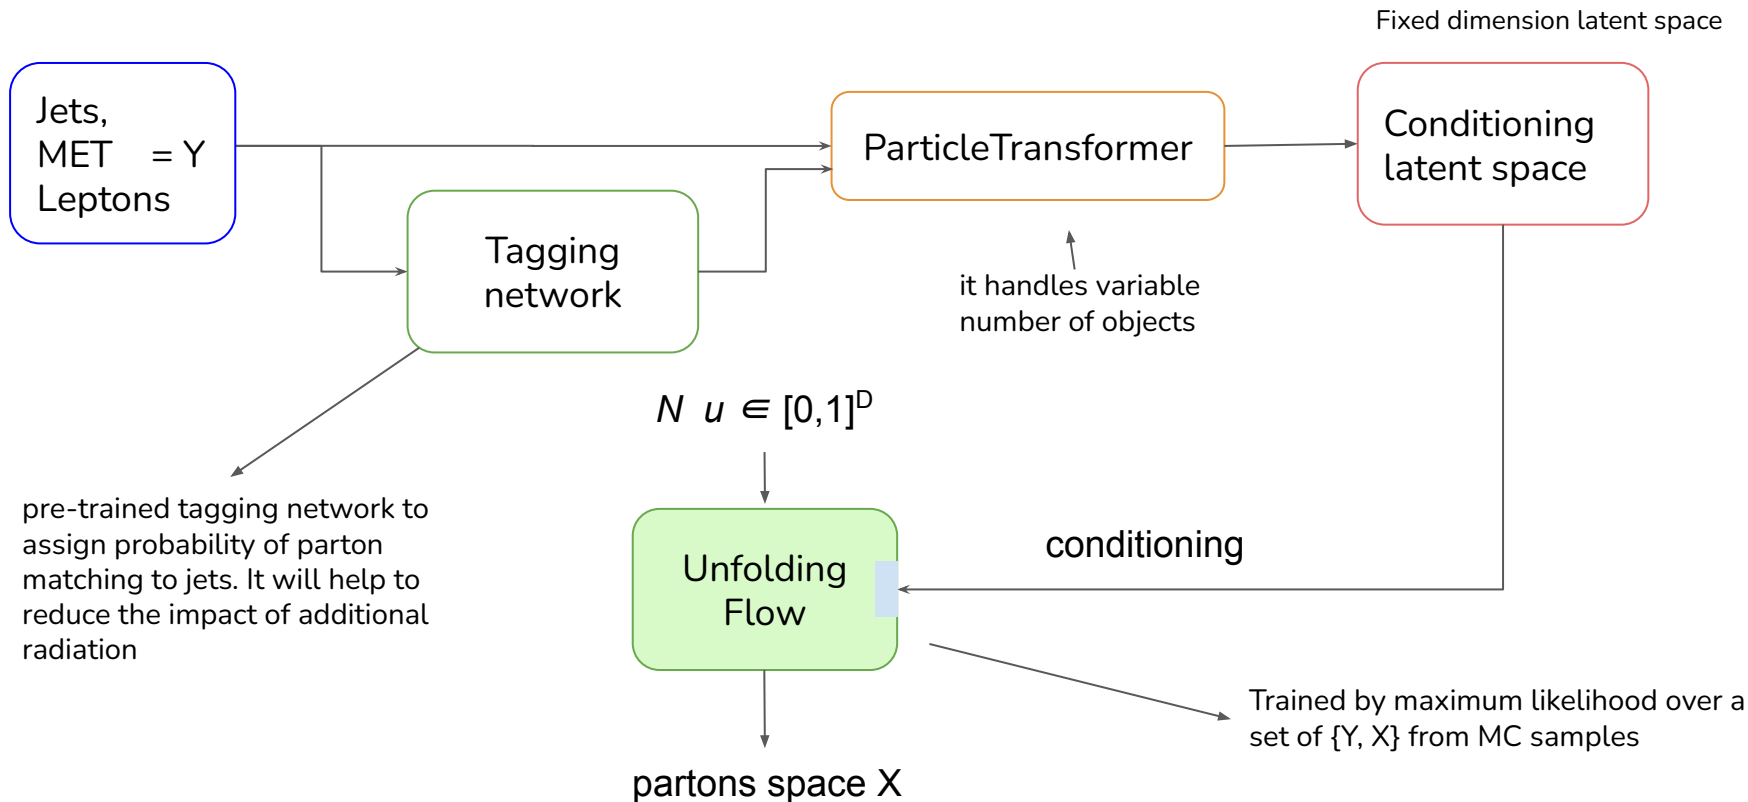 Fixed dimension latent space
Jets,
MET = Y
Leptons
ParticleTransformer
Conditioning
latent space
Tagging
network
it handles variable
number of objects
N u ∈ [0,1]ᴰ
pre-trained tagging network to
assign probability of parton
matching to jets. It will help to
reduce the impact of additional
radiation
Unfolding
Flow
conditioning
Trained by maximum likelihood over a
set of {Y, X} from MC samples
partons space X